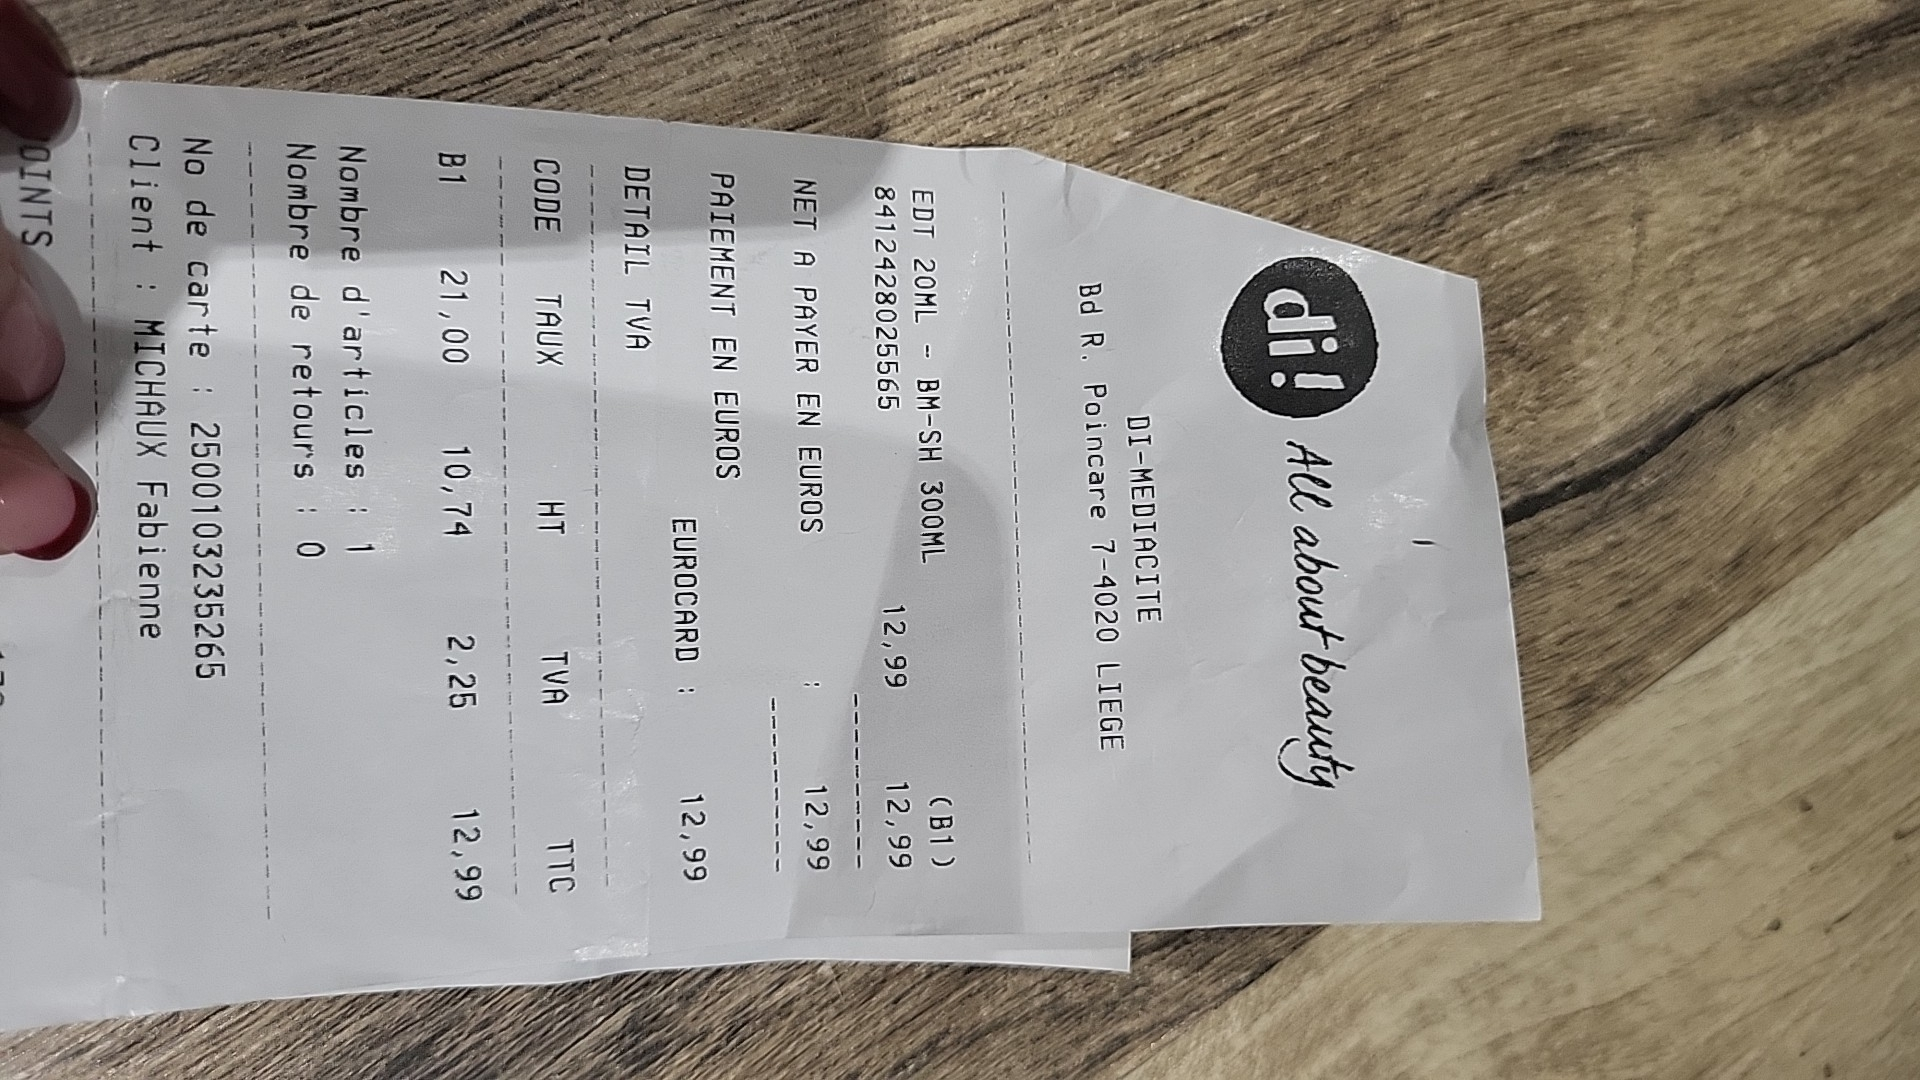 di! All about beauty
DI-MEDIACITE
Bd R. Poincare 7-4020 LIEGE
EDT 20ML - BM-SH 300ML (B1)
8412428025565 12,99 12,99
NET A PAYER EN EUROS : 12,99
PAIEMENT EN EUROS
EUROCARD : 12,99
DETAIL TVA
CODE TAUX HT TVA TTC
B1 21,00 10,74 2,25 12,99
Nombre d'articles : 1
Nombre de retours : 0
No de carte : 2500103235265
Client : MICHAUX Fabienne
OINTS